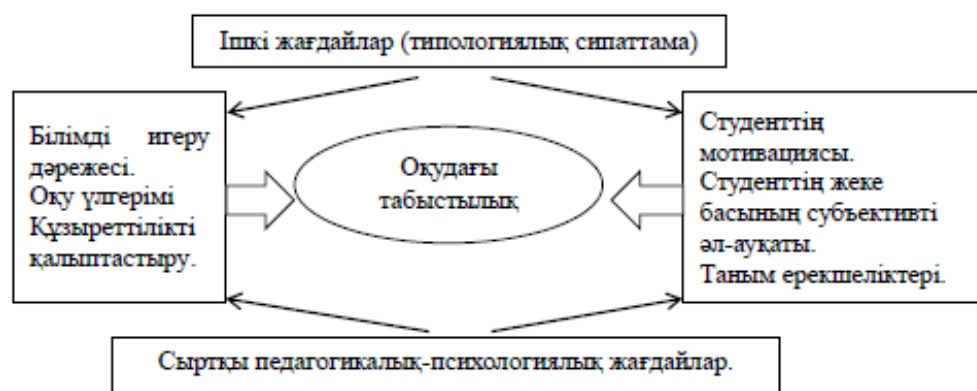 Ішкі жағдайлар (типологиялық сипаттама)
Білімді игеру
дәрежесі.
Оқу үлгерімі
Құзыреттілікті
қалыптастыру.
Оқудағы
табыстылық
Студенттің
мотивациясы.
Студенттің жеке
басының субъективті
әл-ауқаты.
Таным ерекшеліктері.
Сыртқы педагогикалық-психологиялық жағдайлар.